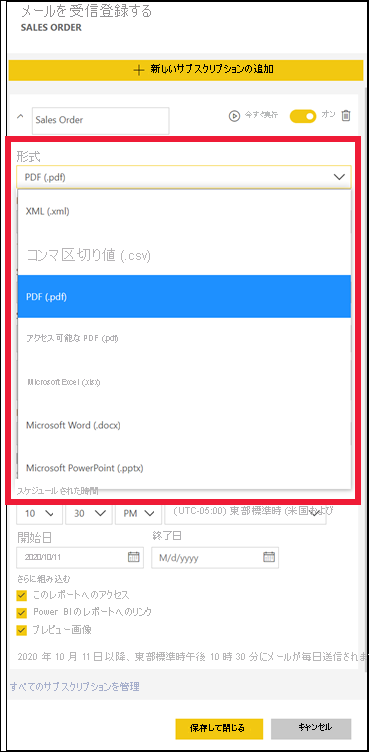 メールを受信登録する
SALES ORDER
＋ 新しいサブスクリプションの追加
Sales Order
今すぐ実行
オン
形式
PDF (.pdf)
XML (.xml)
コンマ区切り値 (.csv)
PDF (.pdf)
アクセス可能な PDF (.pdf)
Microsoft Excel (.xlsx)
Microsoft Word (.docx)
Microsoft PowerPoint (.pptx)
スケジュールされた時間
10 30 PM (UTC-05:00) 東部標準時 (米国および
開始日 終了日
2020/10/11 M/d/yyyy
さらに組み込む
このレポートへのアクセス
Power BIのレポートへのリンク
プレビュー画像
2020 年 10 月 11 日以降、東部標準時午後 10 時 30 分にメールが毎日送信されま
すべてのサブスクリプションを管理
保存して閉じる キャンセル